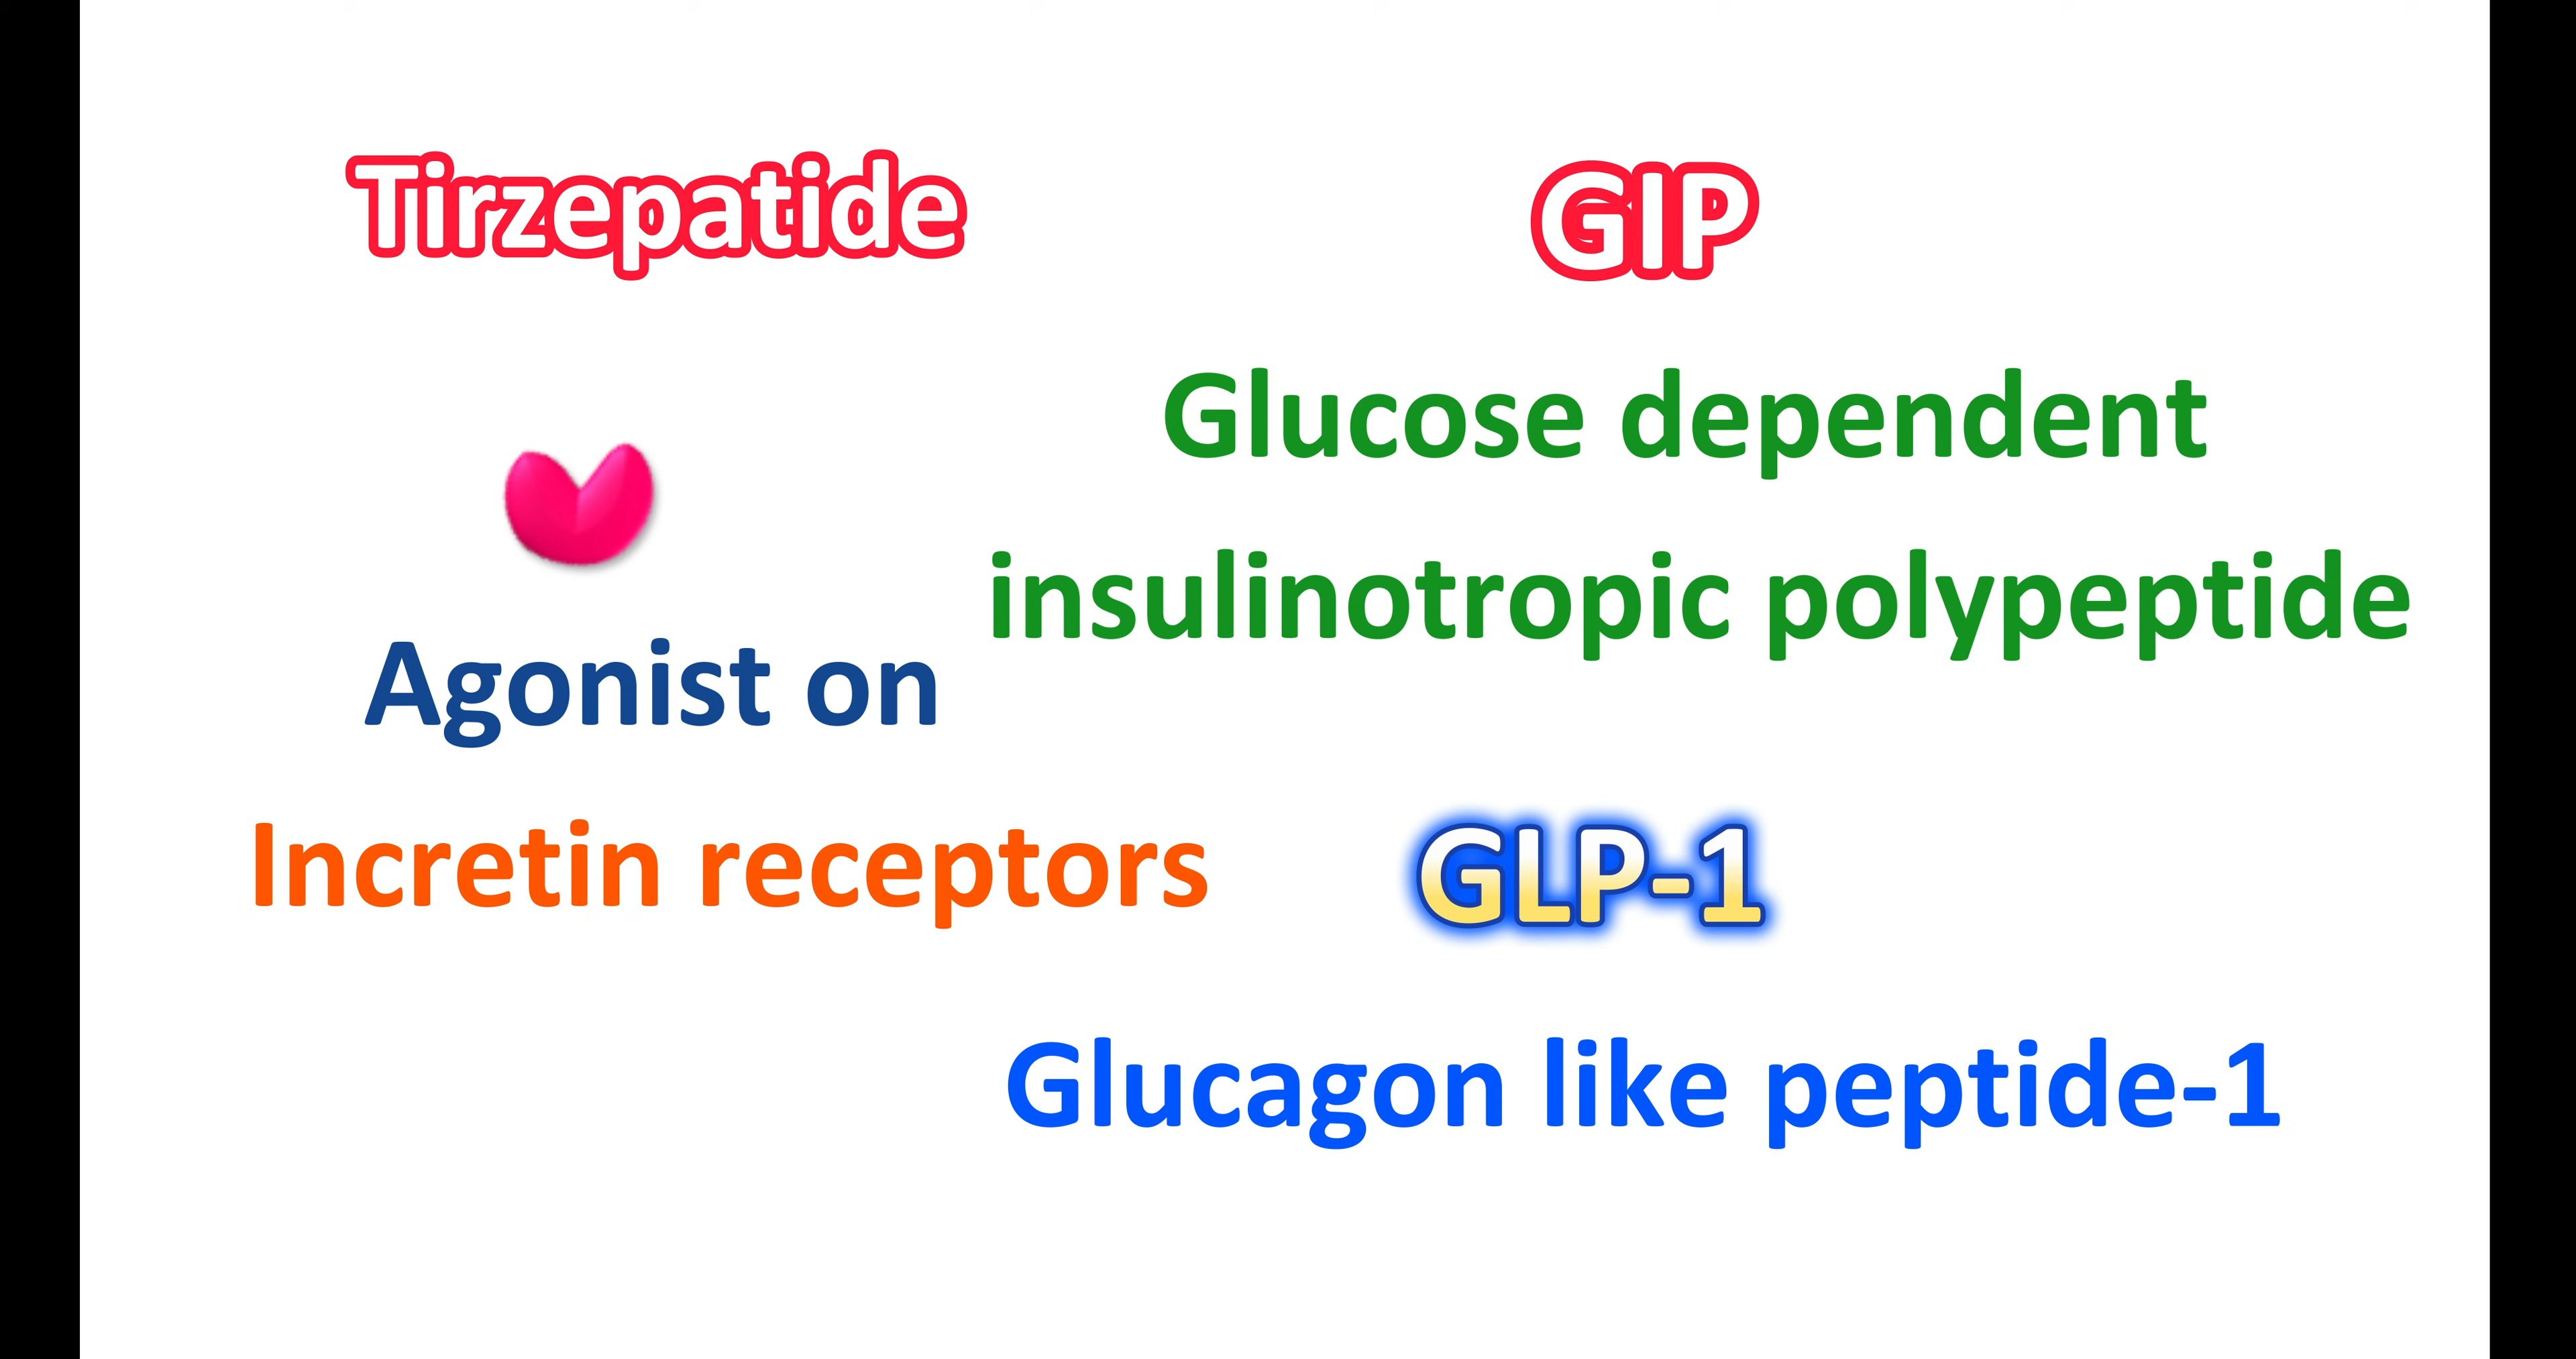 Tirzepatide
Agonist on
Incretin receptors
GIP
Glucose dependent
insulinotropic polypeptide
GLP-1
Glucagon like peptide-1